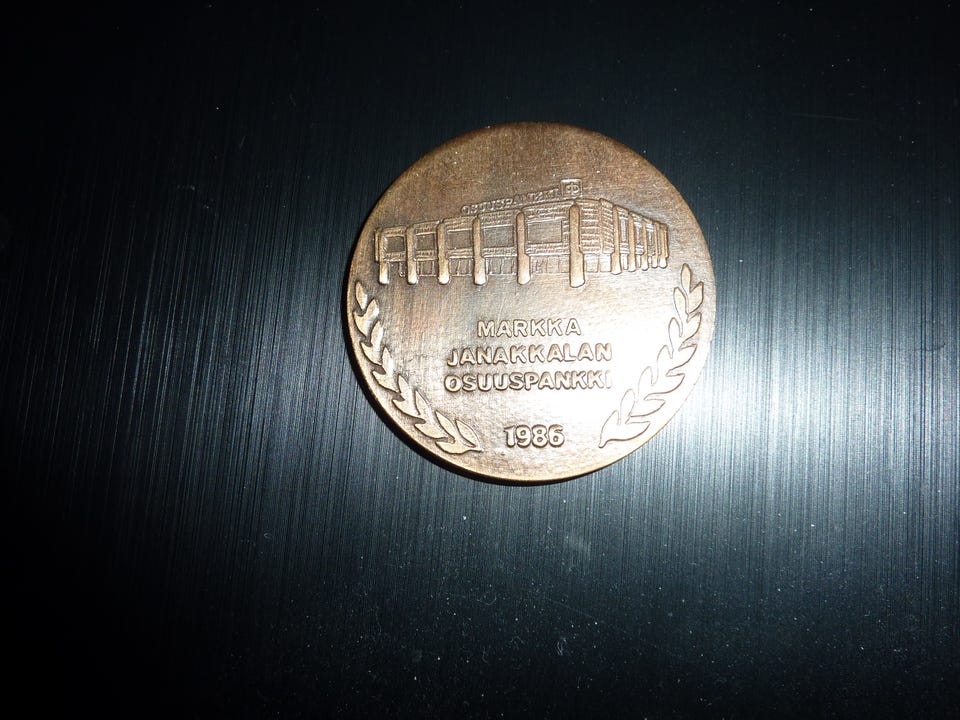 OSUUSPANKKI
MARKKA
JANAKKALAN
OSUUSPANKKI
1986